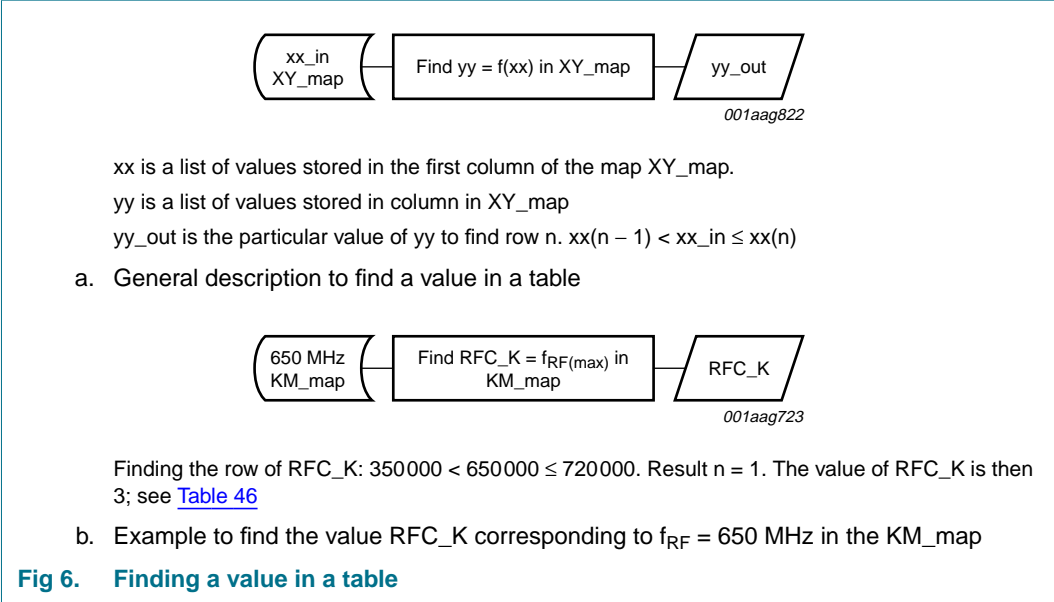 xx_in
XY_map
Find yy = f(xx) in XY_map
yy_out
001aag822
xx is a list of values stored in the first column of the map XY_map.
yy is a list of values stored in column in XY_map
yy_out is the particular value of yy to find row n. xx(n − 1) < xx_in ≤ xx(n)
a. General description to find a value in a table
650 MHz
KM_map
Find RFC_K = fRF(max) in
KM_map
RFC_K
001aag723
Finding the row of RFC_K: 350000 < 650000 ≤ 720000. Result n = 1. The value of RFC_K is then
3; see Table 46
b. Example to find the value RFC_K corresponding to fRF = 650 MHz in the KM_map
Fig 6. Finding a value in a table